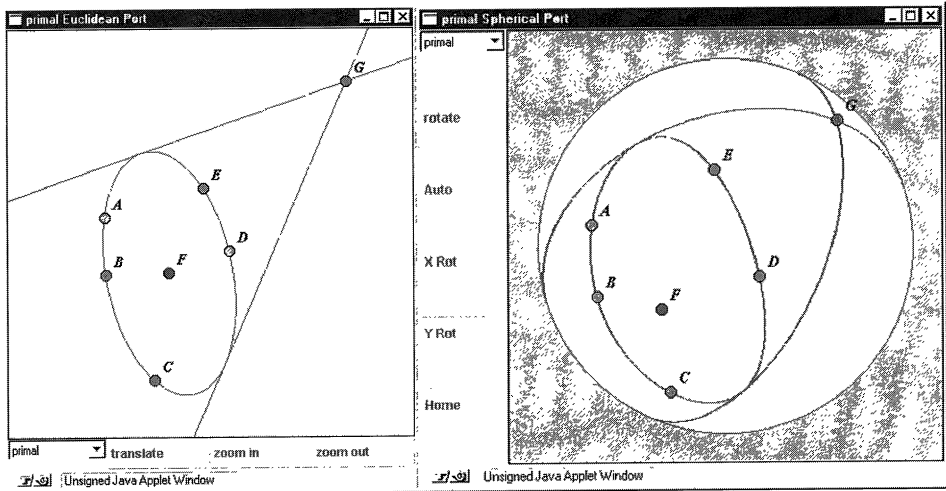 primal Euclidean Port
G
E
A
D
B
F
C
primal
translate
zoom in
zoom out
Unsigned Java Applet Window
primal Spherical Port
primal
rotate
Auto
X Rot
Y Rot
Home
G
E
A
D
B
F
C
Unsigned Java Applet Window